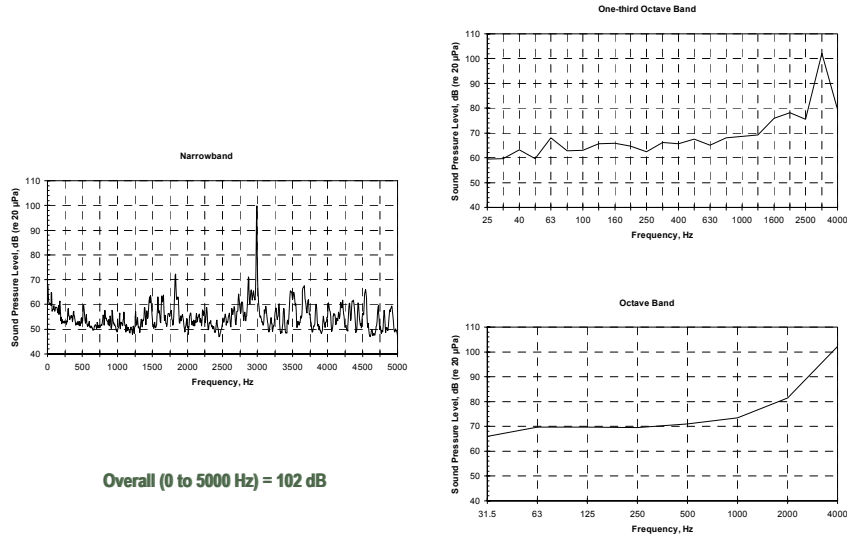 Narrowband
Sound Pressure Level, dB (re 20 µPa)
110
100
90
80
70
60
50
40
0 500 1000 1500 2000 2500 3000 3500 4000 4500 5000
Frequency, Hz
Overall (0 to 5000 Hz) = 102 dB
One-third Octave Band
Sound Pressure Level, dB (re 20 µPa)
110
100
90
80
70
60
50
40
25 40 63 100 160 250 400 630 1000 1600 2500 4000
Frequency, Hz
Octave Band
Sound Pressure Level, dB (re 20 µPa)
110
100
90
80
70
60
50
40
31.5 63 125 250 500 1000 2000 4000
Frequency, Hz